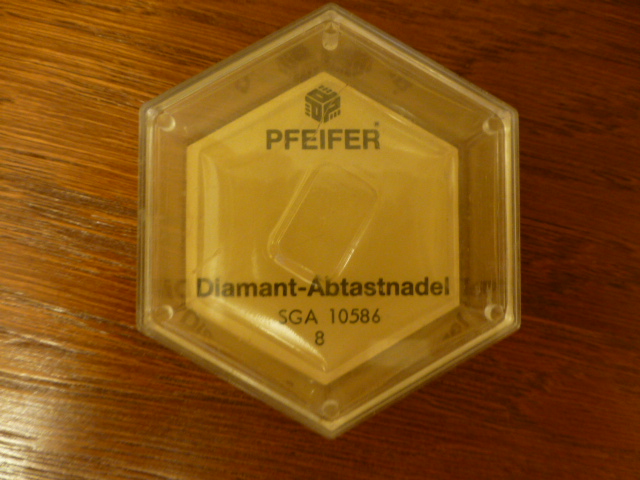 PFEIFER
Diamant-Abtastnadel
SGA 10586
8